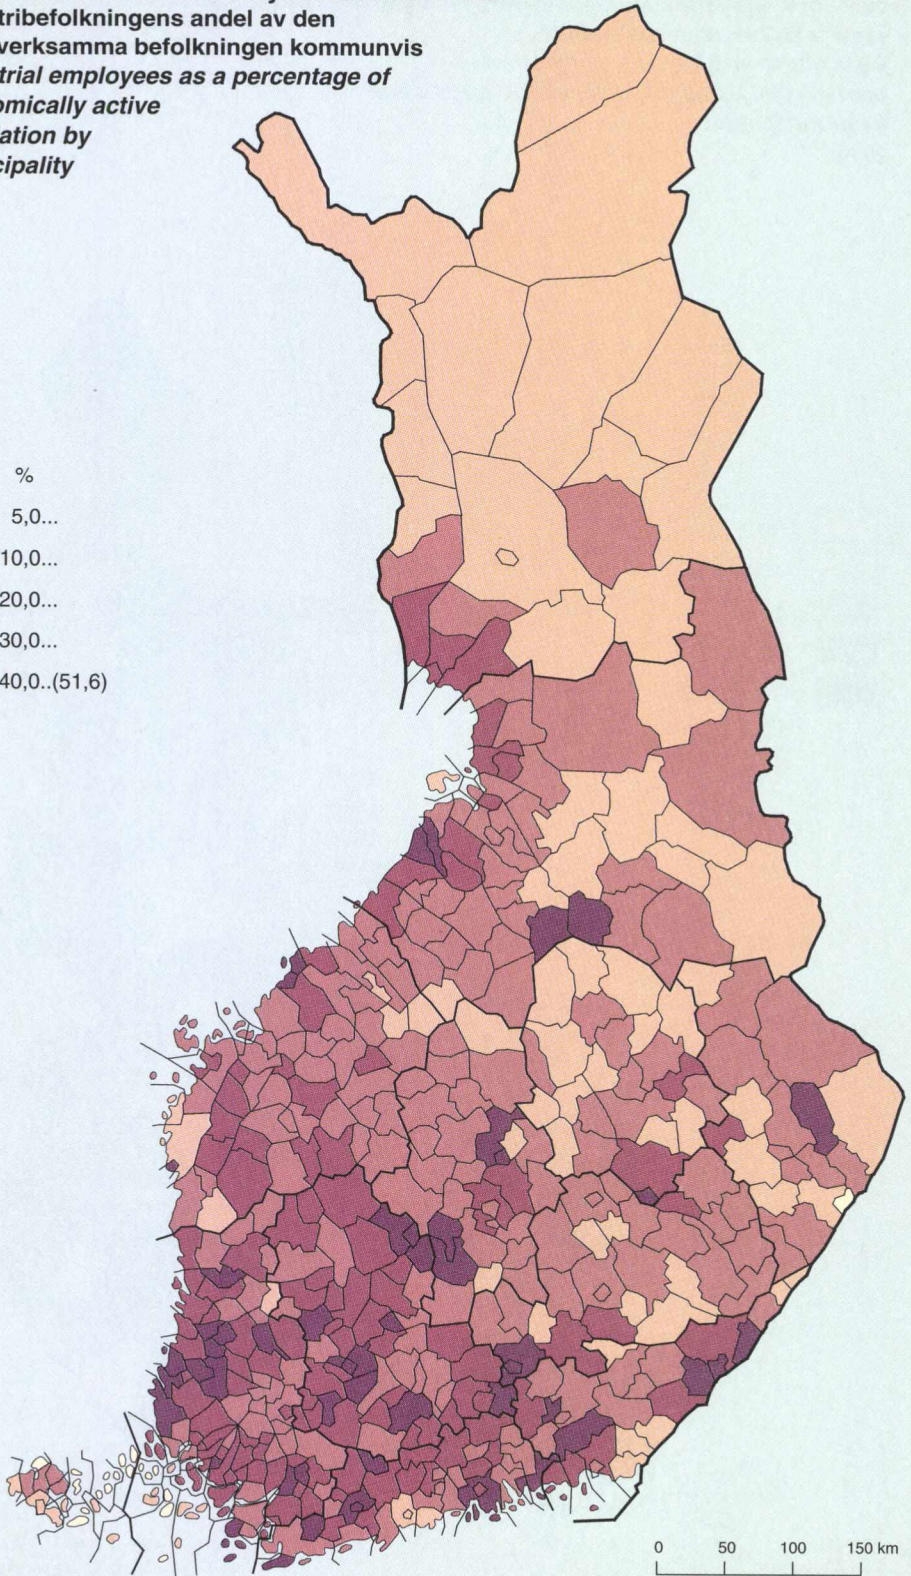 tribefolkningens andel av den
verksamma befolkningen kommunvis
trial employees as a percentage of
omically active
ation by
cipality
%
5,0...
10,0...
20,0...
30,0...
40,0..(51,6)
0 50 100 150 km